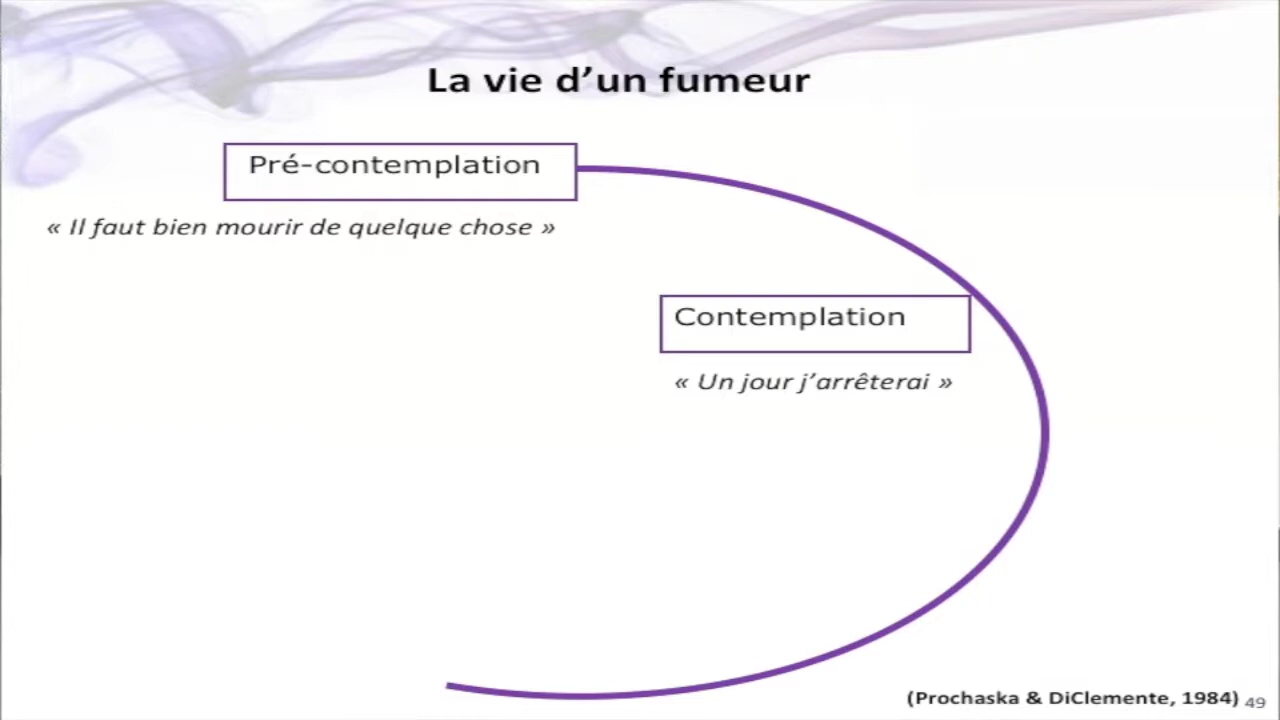 La vie d’un fumeur
Pré-contemplation
« Il faut bien mourir de quelque chose »
Contemplation
« Un jour j’arrêterai »
(Prochaska & DiClemente, 1984) 49